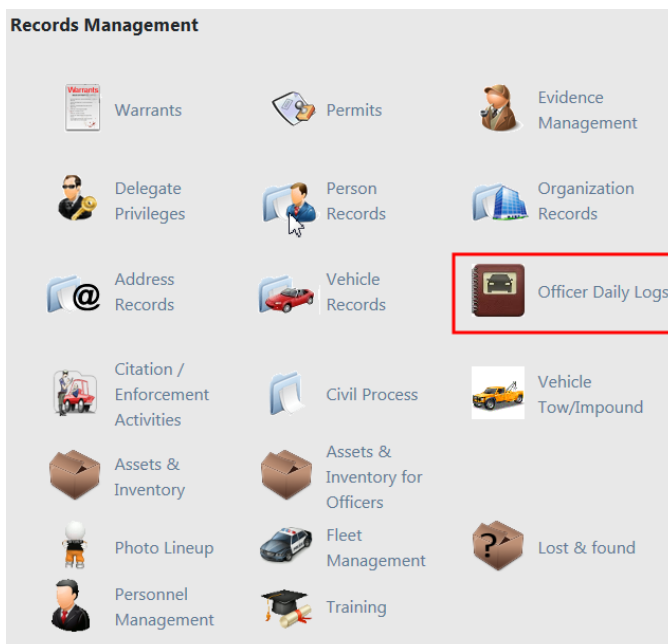 Records Management
Warrants
Warrants
Permits
Evidence
Management
Delegate
Privileges
Person
Records
Organization
Records
@
Address
Records
Vehicle
Records
Officer Daily Logs
Citation /
Enforcement
Activities
Civil Process
Vehicle
Tow/Impound
Assets &
Inventory
Assets &
Inventory for
Officers
Photo Lineup
Fleet
Management
?
Lost & found
Personnel
Management
Training